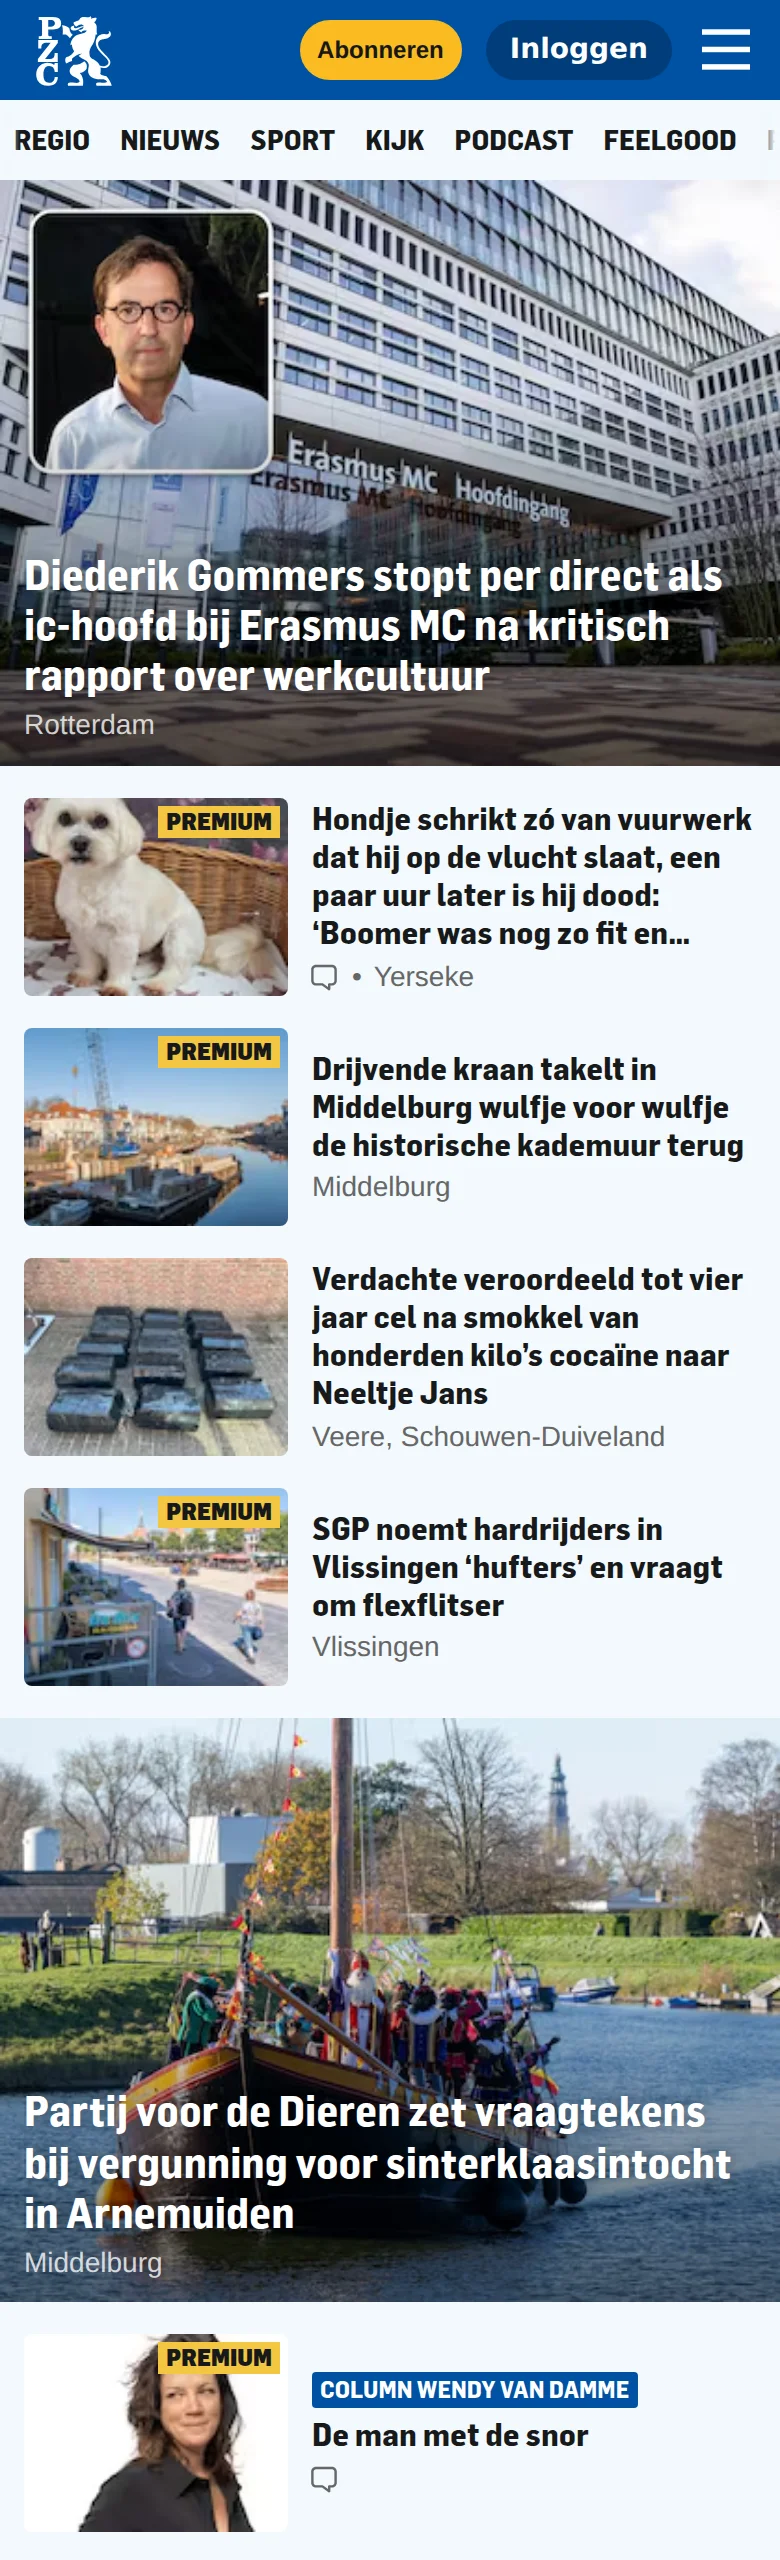 PZC
Abonneren
Inloggen
REGIO NIEUWS SPORT KIJK PODCAST FEELGOOD
Erasmus MC Hoofdingang
Erasmus MC Hoofdingang
Diederik Gommers stopt per direct als
ic-hoofd bij Erasmus MC na kritisch
rapport over werkcultuur
Rotterdam
PREMIUM
Hondje schrikt zó van vuurwerk
dat hij op de vlucht slaat, een
paar uur later is hij dood:
‘Boomer was nog zo fit en...
• Yerseke
PREMIUM
Drijvende kraan takelt in
Middelburg wulfje voor wulfje
de historische kademuur terug
Middelburg
Verdachte veroordeeld tot vier
jaar cel na smokkel van
honderden kilo’s cocaïne naar
Neeltje Jans
Veere, Schouwen-Duiveland
PREMIUM
SGP noemt hardrijders in
Vlissingen ‘hufters’ en vraagt
om flexflitser
Vlissingen
Partij voor de Dieren zet vraagtekens
bij vergunning voor sinterklaasintocht
in Arnemuiden
Middelburg
PREMIUM
COLUMN WENDY VAN DAMME
De man met de snor